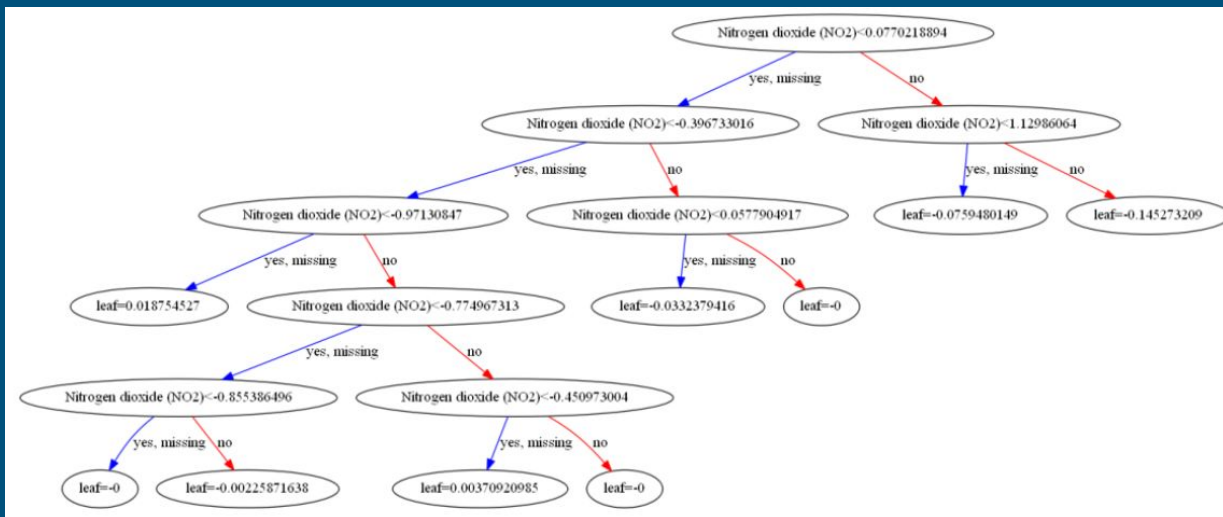 Nitrogen dioxide (NO2)<0.0770218894
yes, missing
no
Nitrogen dioxide (NO2)<-0.396733016
Nitrogen dioxide (NO2)<1.12986064
yes, missing
no
yes, missing
no
Nitrogen dioxide (NO2)<-0.97130847
Nitrogen dioxide (NO2)<0.0577904917
leaf=-0.0759480149
leaf=-0.145273209
yes, missing
no
yes, missing
no
leaf=0.018754527
Nitrogen dioxide (NO2)<-0.774967313
leaf=-0.0332379416
leaf=-0
yes, missing
no
Nitrogen dioxide (NO2)<-0.855386496
Nitrogen dioxide (NO2)<-0.450973004
yes, missing
no
yes, missing
no
leaf=-0
leaf=-0.00225871638
leaf=0.00370920985
leaf=-0